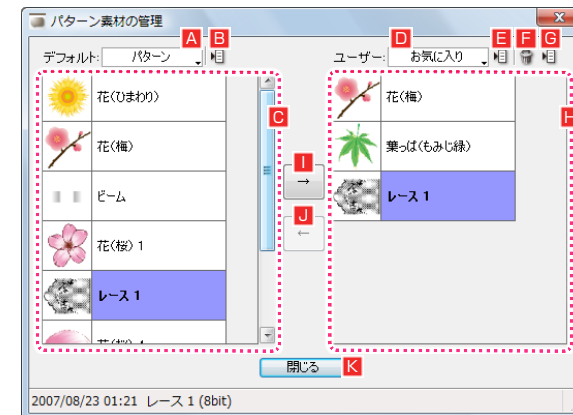 パターン素材の管理
A B D E F G
デフォルト: パターン ユーザー: お気に入り
花(ひまわり)
花(梅)
ビーム
花(桜) 1
レース 1
C
I
→
J
←
花(梅)
葉っぱ(もみじ緑)
レース 1
H
閉じる K
2007/08/23 01:21 レース 1 (8bit)